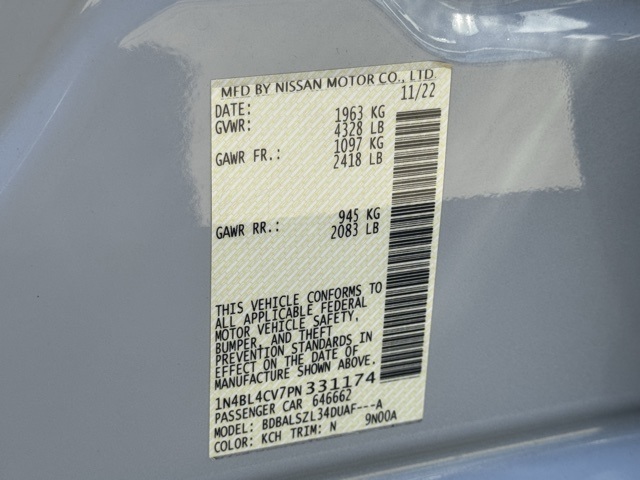 MFD BY NISSAN MOTOR CO., LTD.
DATE: 11/22
GVWR: 1963 KG
4328 LB
GAWR FR.: 1097 KG
2418 LB
GAWR RR.: 945 KG
2083 LB
THIS VEHICLE CONFORMS TO
ALL APPLICABLE FEDERAL
MOTOR VEHICLE SAFETY,
BUMPER, AND THEFT
PREVENTION STANDARDS IN
EFFECT ON THE DATE OF
MANUFACTURE SHOWN ABOVE.
1N4BL4CV7PN 331174
PASSENGER CAR 646662
MODEL: BDBALSZL34DUAF---A
COLOR: KCH TRIM: N 9N00A